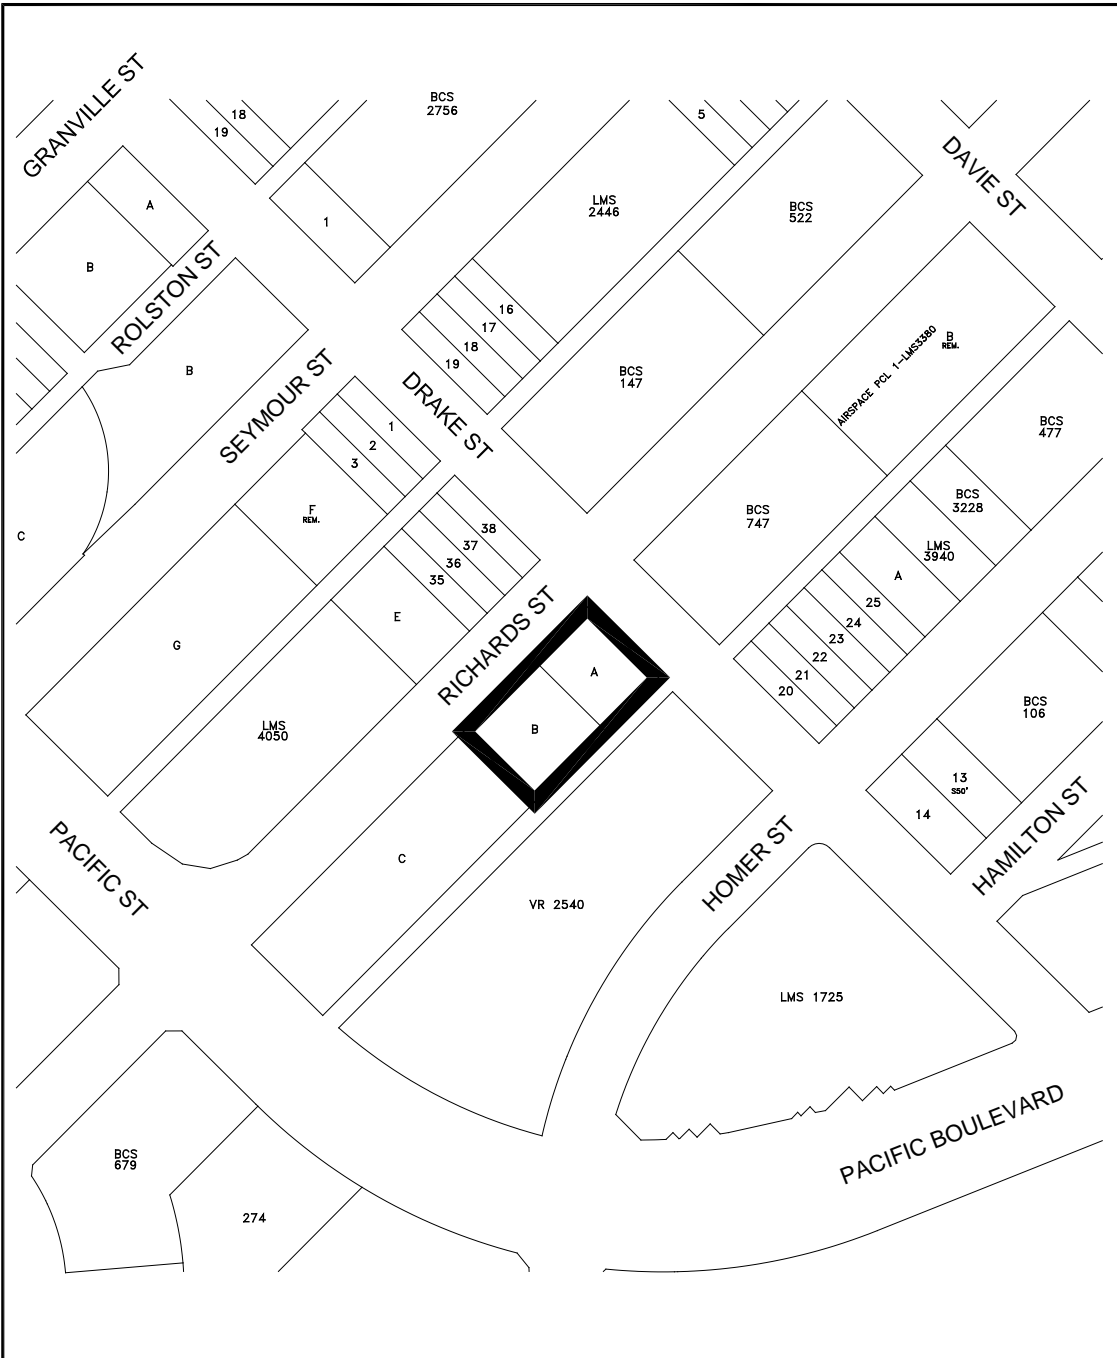 GRANVILLE ST
18
19
BCS
2756
5
DAVIE ST
A
1
LMS
2446
BCS
522
B
ROLSTON ST
B
SEYMOUR ST
16
17
18
19
DRAKE ST
BCS
147
AIRSPACE PCL 1-LMS3380
B
REM.
BCS
477
1
2
3
F
REM.
C
38
37
36
35
BCS
747
BCS
3228
LMS
3940
A
25
24
23
22
21
20
E
G
RICHARDS ST
A
B
LMS
4050
BCS
106
13
S50'
14
PACIFIC ST
C
VR 2540
HOMER ST
HAMILTON ST
LMS 1725
PACIFIC BOULEVARD
BCS
679
274